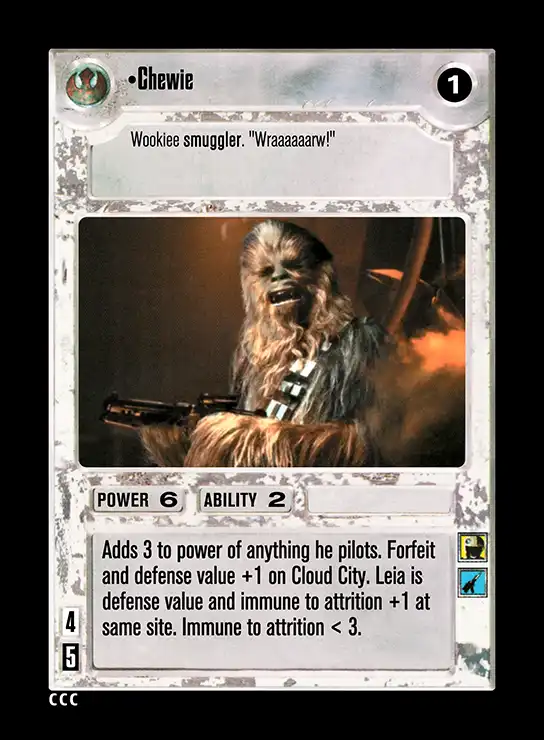 •Chewie
1
Wookiee smuggler. "Wraaaaaarw!"
POWER 6 ABILITY 2
Adds 3 to power of anything he pilots. Forfeit
and defense value +1 on Cloud City. Leia is
defense value and immune to attrition +1 at
same site. Immune to attrition < 3.
4
5
CCC